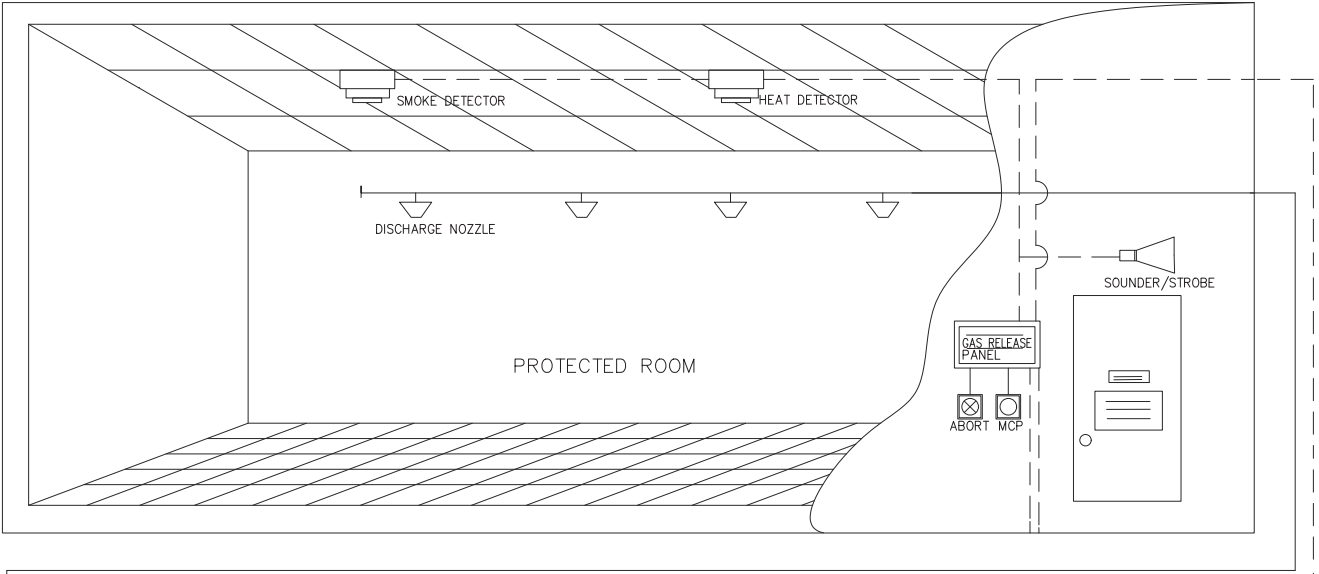 SMOKE DETECTOR
HEAT DETECTOR
DISCHARGE NOZZLE
SOUNDER/STROBE
GAS RELEASE
PANEL
PROTECTED ROOM
ABORT
MCP